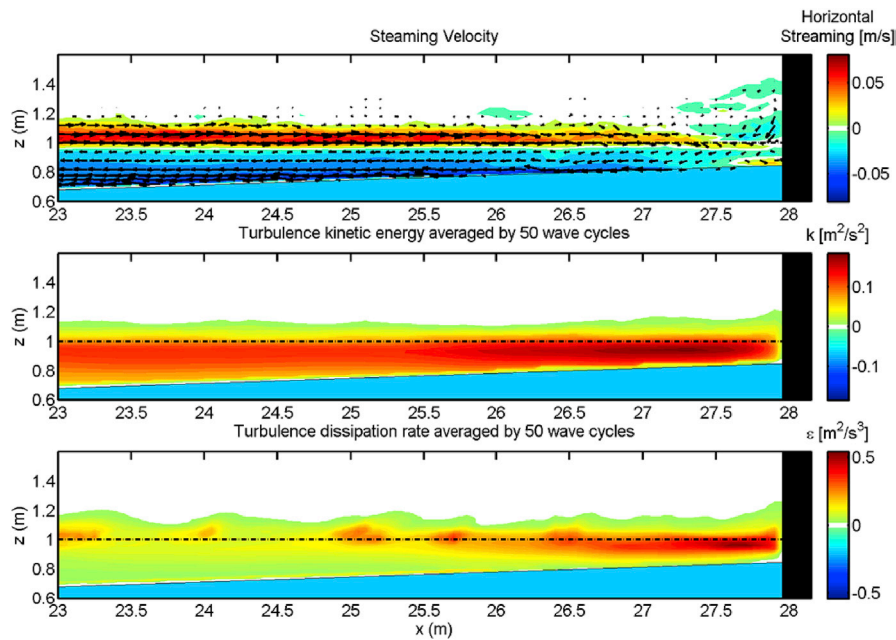 Horizontal
Steaming Velocity
Streaming [m/s]
1.4
1.2
1
0.8
0.6
z (m)
0.05
0
-0.05
23 23.5 24 24.5 25 25.5 26 26.5 27 27.5 28
Turbulence kinetic energy averaged by 50 wave cycles
k [m²/s²]
1.4
1.2
1
0.8
0.6
z (m)
0.1
0
-0.1
23 23.5 24 24.5 25 25.5 26 26.5 27 27.5 28
Turbulence dissipation rate averaged by 50 wave cycles
ε [m²/s³]
1.4
1.2
1
0.8
0.6
z (m)
0.5
0
-0.5
23 23.5 24 24.5 25 25.5 26 26.5 27 27.5 28
x (m)